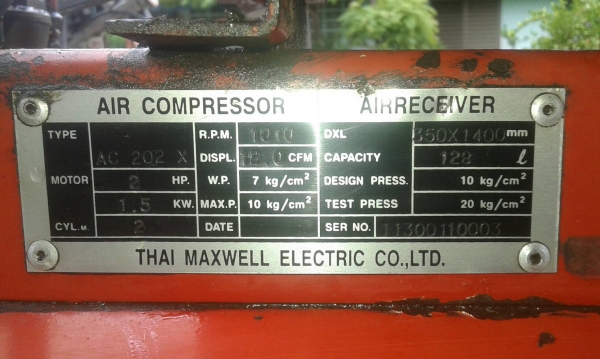 AIR COMPRESSOR AIRRECEIVER
TYPE - R.P.M. 1010 DXL 350X1400 mm
AC 202 X DISPL. CFM CAPACITY 128 ℓ
MOTOR 2 HP. W.P. 7 kg/cm² DESIGN PRESS. 10 kg/cm²
1.5 KW. MAX.P. 10 kg/cm² TEST PRESS 20 kg/cm²
CYL.M. 2 DATE SER NO. 11300110003
THAI MAXWELL ELECTRIC CO.,LTD.